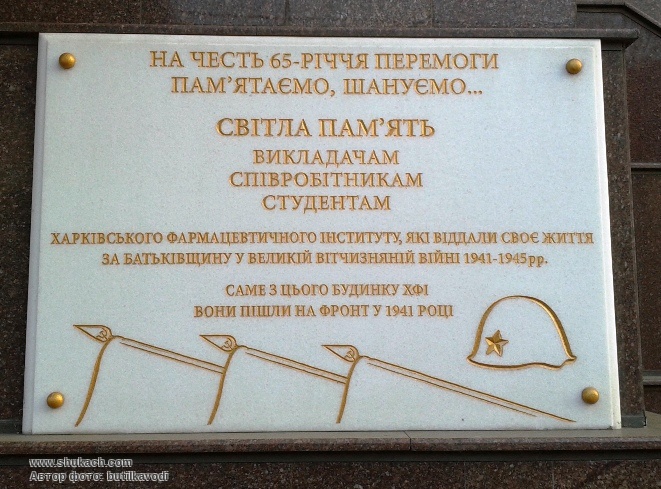 НА ЧЕСТЬ 65-РІЧЧЯ ПЕРЕМОГИ
ПАМ'ЯТАЄМО, ШАНУЄМО...
СВІТЛА ПАМ'ЯТЬ
ВИКЛАДАЧАМ
СПІВРОБІТНИКАМ
СТУДЕНТАМ
ХАРКІВСЬКОГО ФАРМАЦЕВТИЧНОГО ІНСТИТУТУ, ЯКІ ВІДДАЛИ СВОЄ ЖИТТЯ
ЗА БАТЬКІВЩИНУ У ВЕЛИКІЙ ВІТЧИЗНЯНІЙ ВІЙНІ 1941-1945рр.
САМЕ З ЦЬОГО БУДИНКУ ХФІ
ВОНИ ПІШЛИ НА ФРОНТ У 1941 РОЦІ
www.shukach.com
Автор фото: butilkavodi